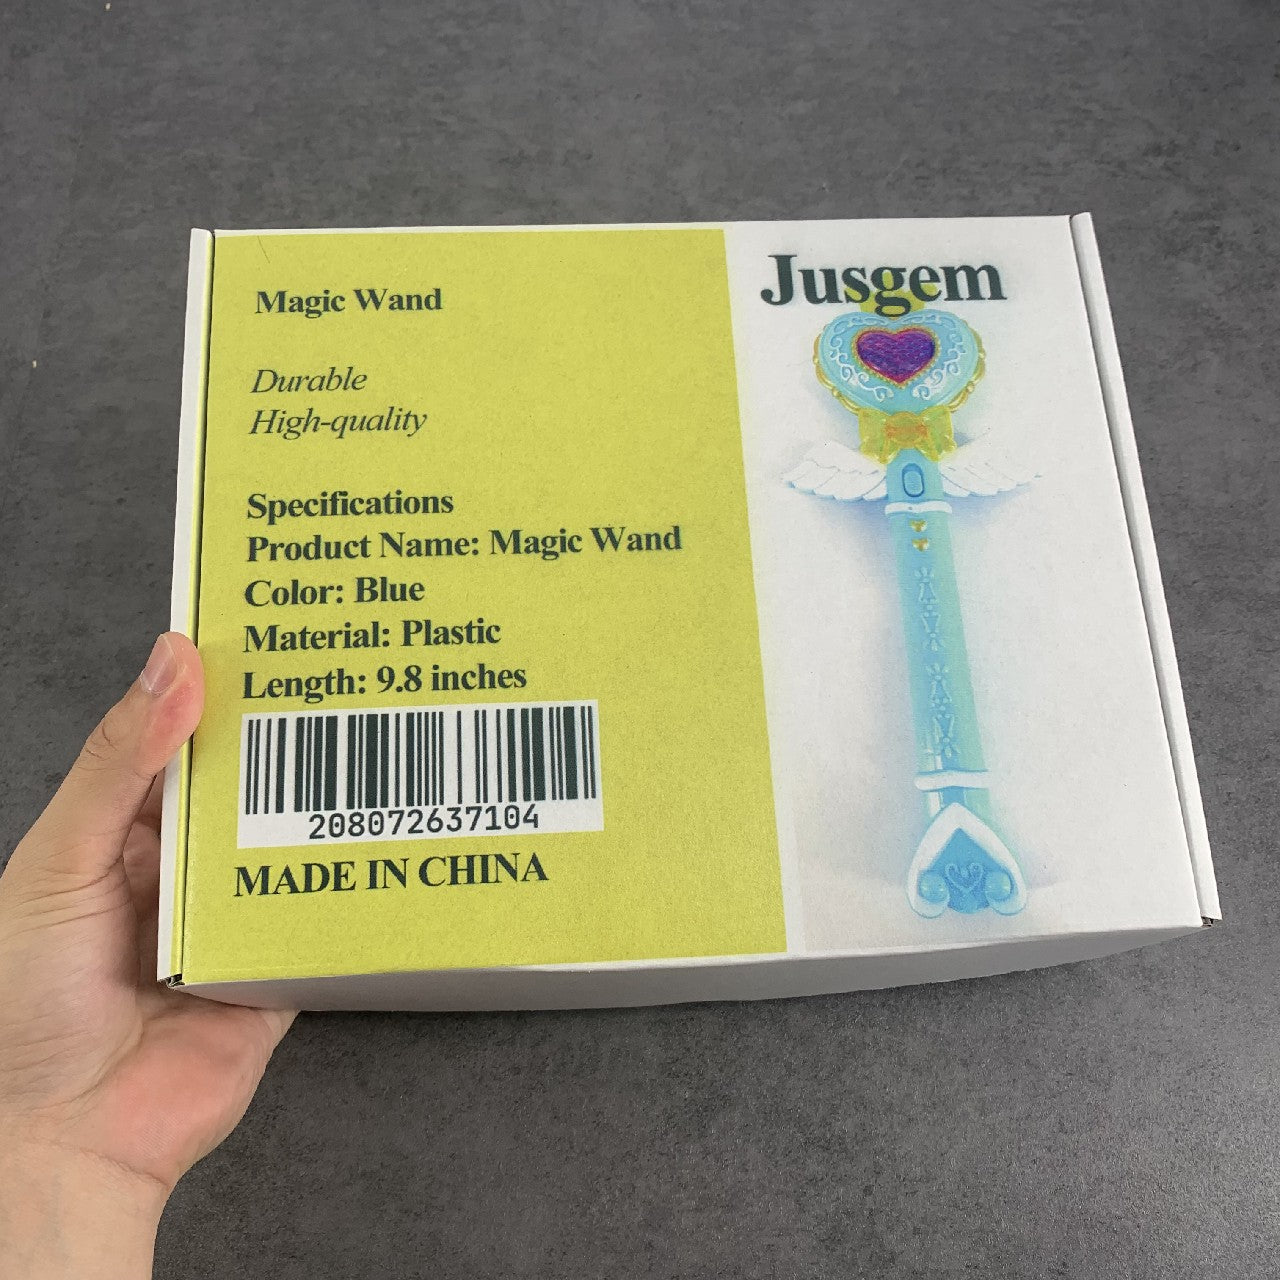 Magic Wand
Durable
High-quality
Specifications
Product Name: Magic Wand
Color: Blue
Material: Plastic
Length: 9.8 inches
208072637104
MADE IN CHINA
Jusgem